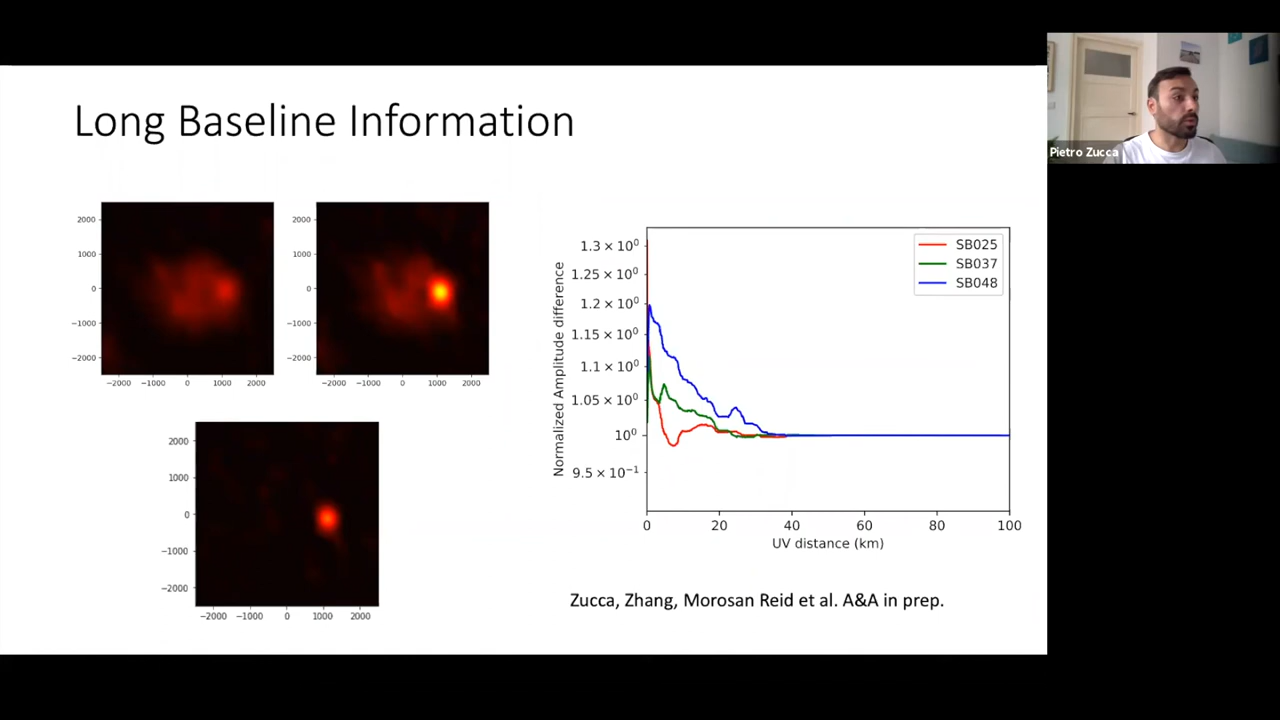 Long Baseline Information
Pietro Zucca
2000
1000
0
−1000
−2000
−2000 −1000 0 1000 2000
2000
1000
0
−1000
−2000
−2000 −1000 0 1000 2000
2000
1000
0
−1000
−2000
−2000 −1000 0 1000 2000
Normalized Amplitude difference
1.3 × 10⁰
1.25 × 10⁰
1.2 × 10⁰
1.15 × 10⁰
1.1 × 10⁰
1.05 × 10⁰
10⁰
9.5 × 10⁻¹
SB025
SB037
SB048
0 20 40 60 80 100
UV distance (km)
Zucca, Zhang, Morosan Reid et al. A&A in prep.